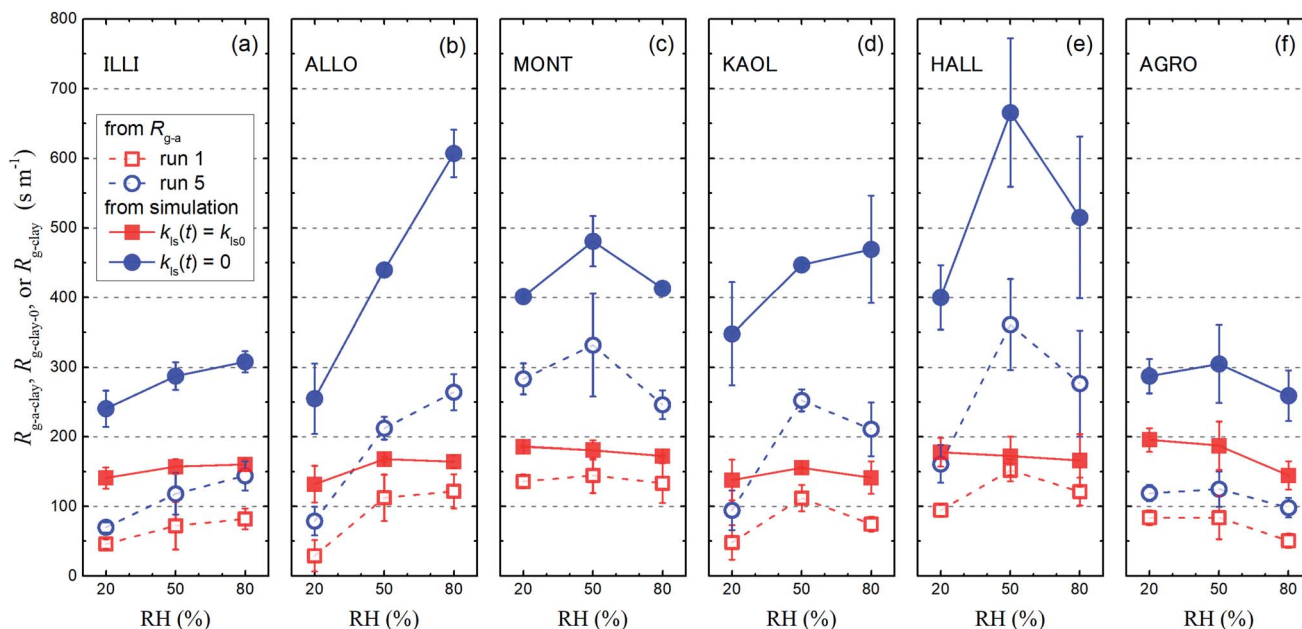 R_g-a-clay, R_g-clay-0, or R_g-clay (s m⁻¹)
800
700
600
500
400
300
200
100
0
(a)
ILLI
from R_g-a
run 1
run 5
from simulation
k_ls(t) = k_ls0
k_ls(t) = 0
20 50 80
RH (%)
(b)
ALLO
20 50 80
RH (%)
(c)
MONT
20 50 80
RH (%)
(d)
KAOL
20 50 80
RH (%)
(e)
HALL
20 50 80
RH (%)
(f)
AGRO
20 50 80
RH (%)